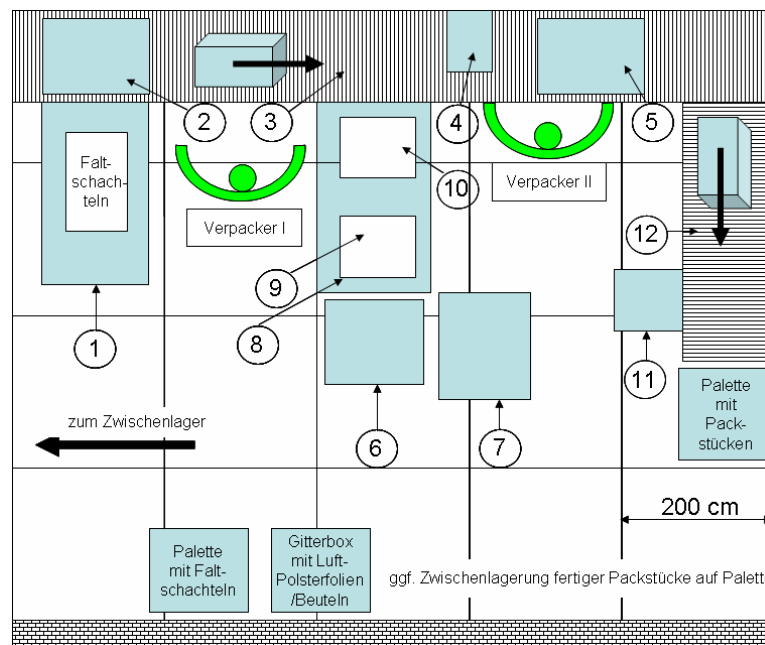 2
3
4
5
Falt-
schach-
teln
Verpacker I
10
Verpacker II
12
9
1
8
11
6
7
zum Zwischenlager
Palette
mit
Pack-
stücken
200 cm
Palette
mit Falt-
schachteln
Gitterbox
mit Luft-
Polsterfolien
/Beuteln
ggf. Zwischenlagerung fertiger Packstücke auf Palett